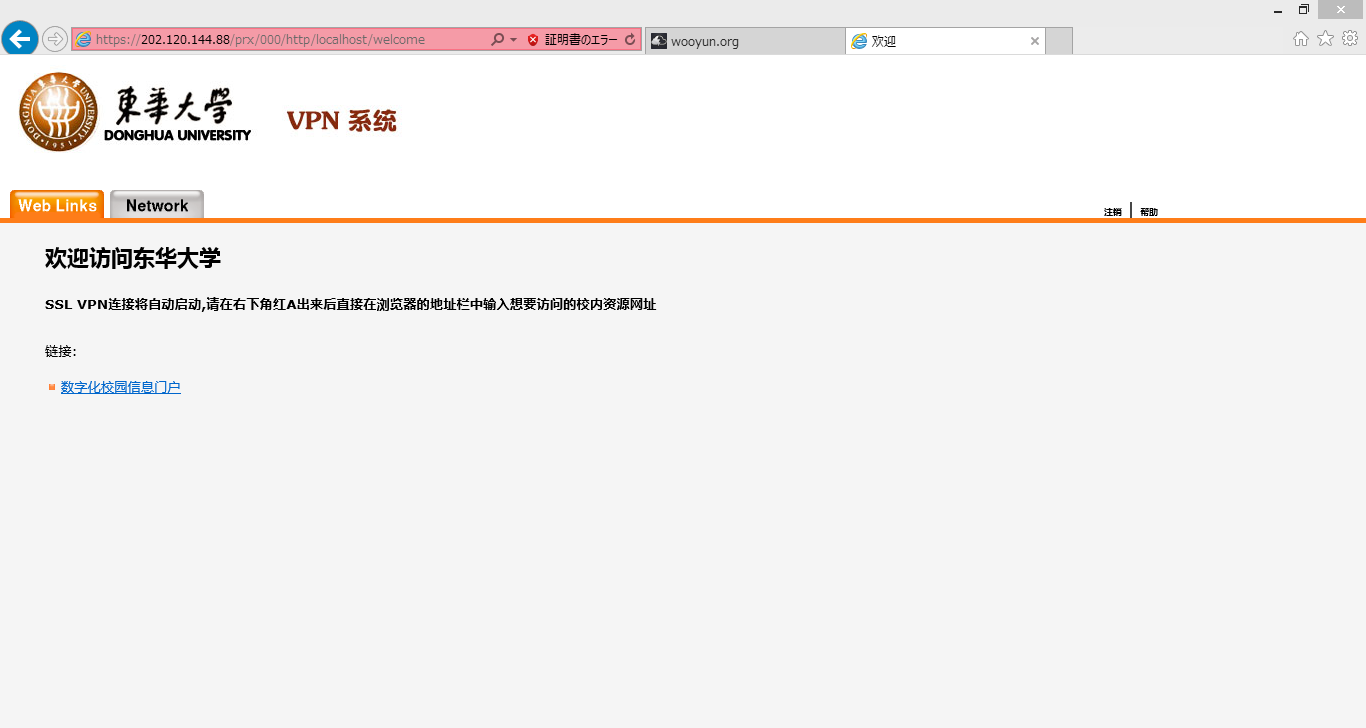 https://202.120.144.88/prx/000/http/localhost/welcome
証明書のエラー
wooyun.org
欢迎
DONGHUA UNIVERSITY
1951
東華大学
DONGHUA UNIVERSITY
VPN 系统
Web Links
Network
注销
帮助
欢迎访问东华大学
SSL VPN连接将自动启动,请在右下角红A出来后直接在浏览器的地址栏中输入想要访问的校内资源网址
链接:
数字化校园信息门户